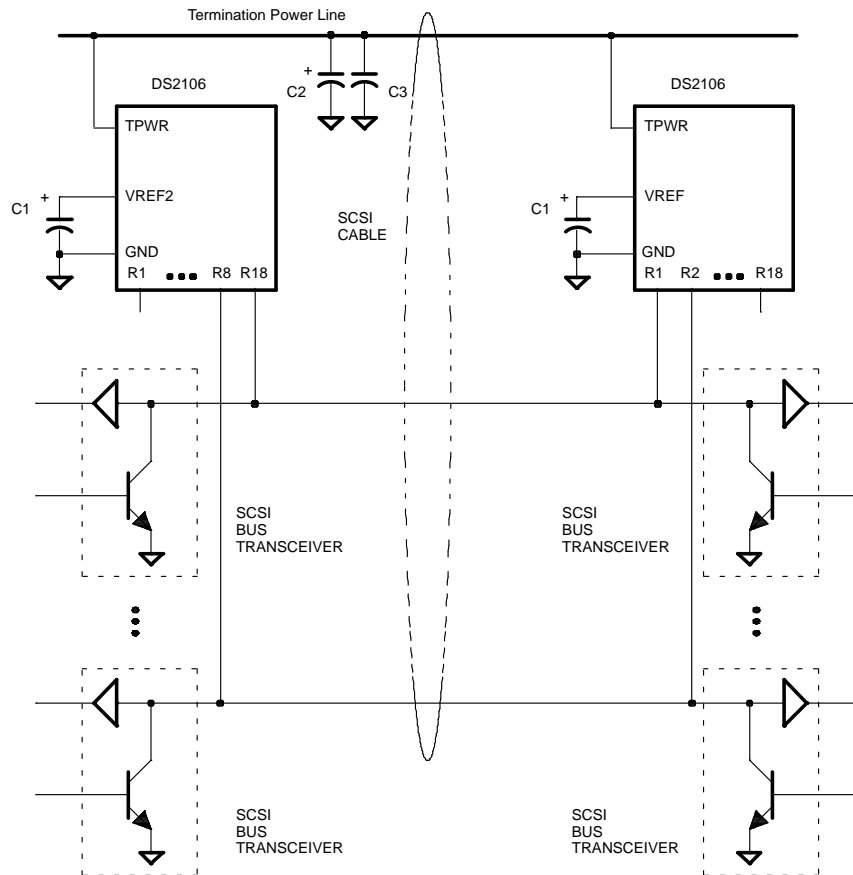 Termination Power Line
DS2106
+
C2
C3
DS2106
TPWR
TPWR
+
C1
VREF2
SCSI
CABLE
+
C1
VREF
GND
GND
R1
R8
R18
R1
R2
R18
SCSI
BUS
TRANSCEIVER
SCSI
BUS
TRANSCEIVER
SCSI
BUS
TRANSCEIVER
SCSI
BUS
TRANSCEIVER